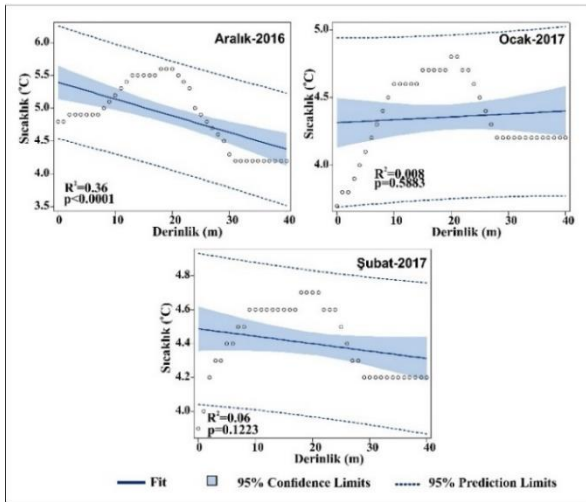 Aralık-2016
Sıcaklık (°C)
6.0
5.5
5.0
4.5
4.0
3.5
R²=0.36
p<0.0001
0 10 20 30 40
Derinlik (m)
Ocak-2017
Sıcaklık (°C)
5.0
4.5
4.0
R²=0,008
p=0.5883
0 10 20 30 40
Derinlik (m)
Şubat-2017
Sıcaklık (°C)
4.8
4.6
4.4
4.2
4.0
R²=0.06
p=0.1223
0 10 20 30 40
Derinlik (m)
Fit 95% Confidence Limits 95% Prediction Limits